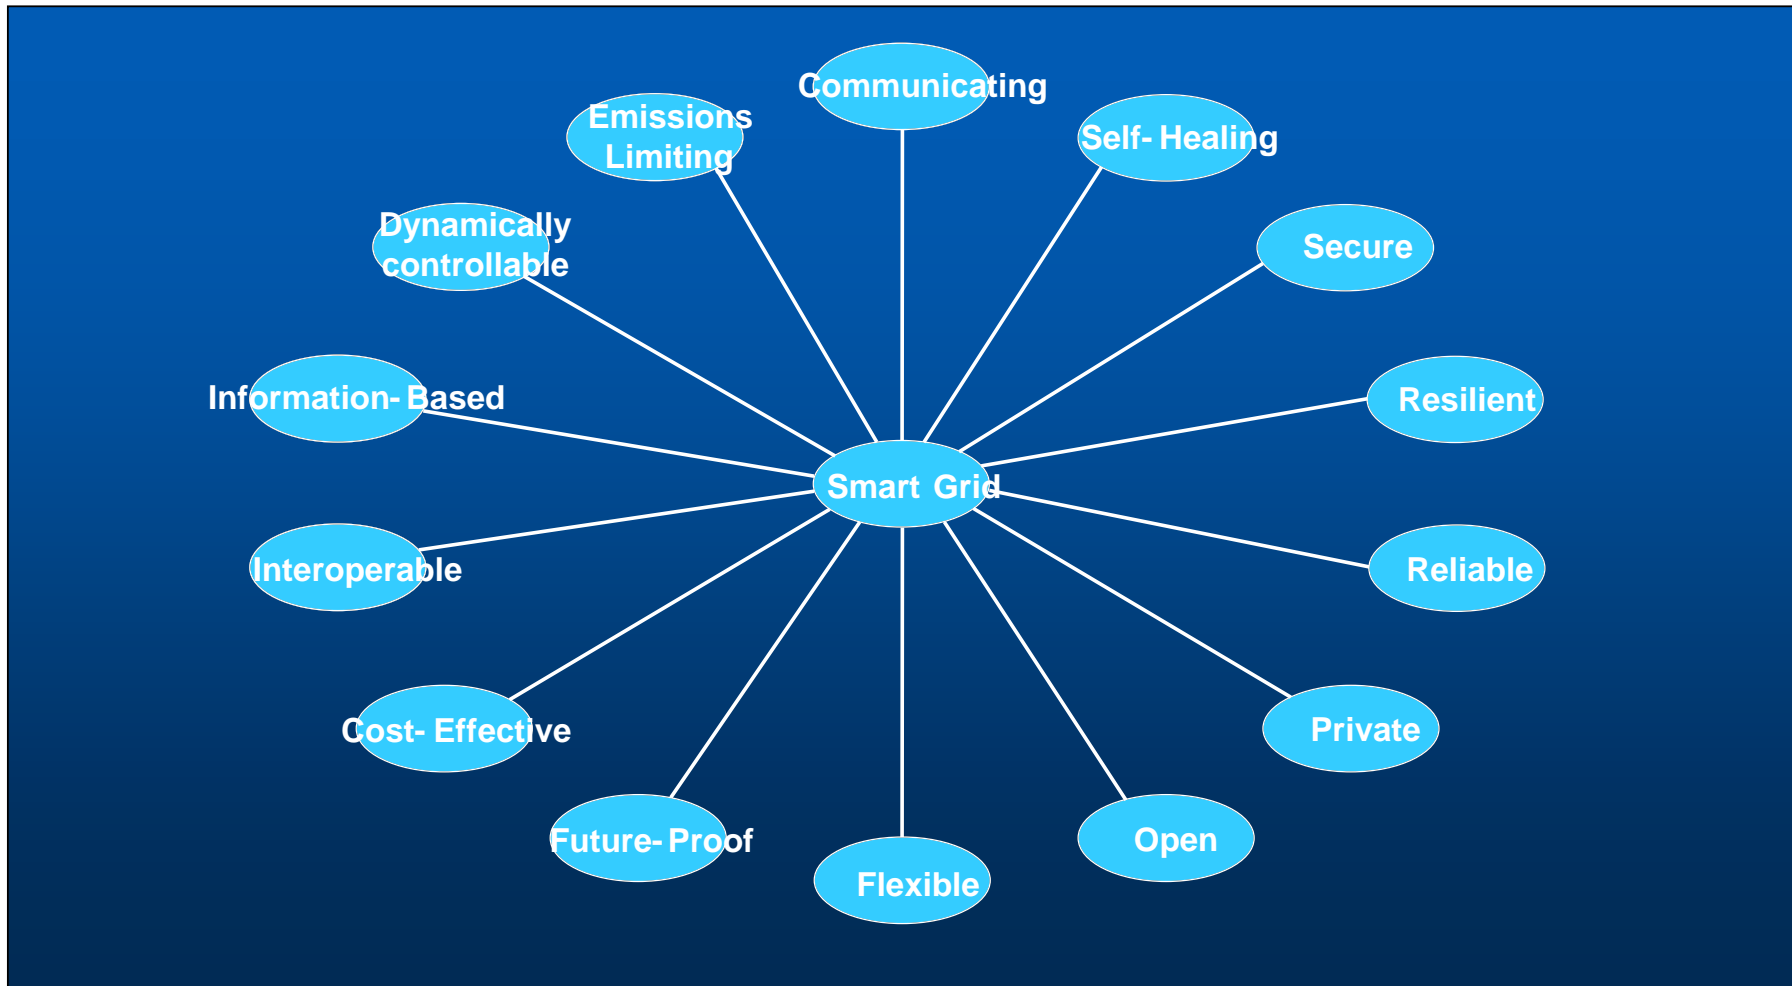 Communicating
Emissions
Limiting
Self- Healing
Dynamically
controllable
Secure
Information- Based
Resilient
Smart Grid
Interoperable
Reliable
Cost- Effective
Private
Future- Proof
Open
Flexible